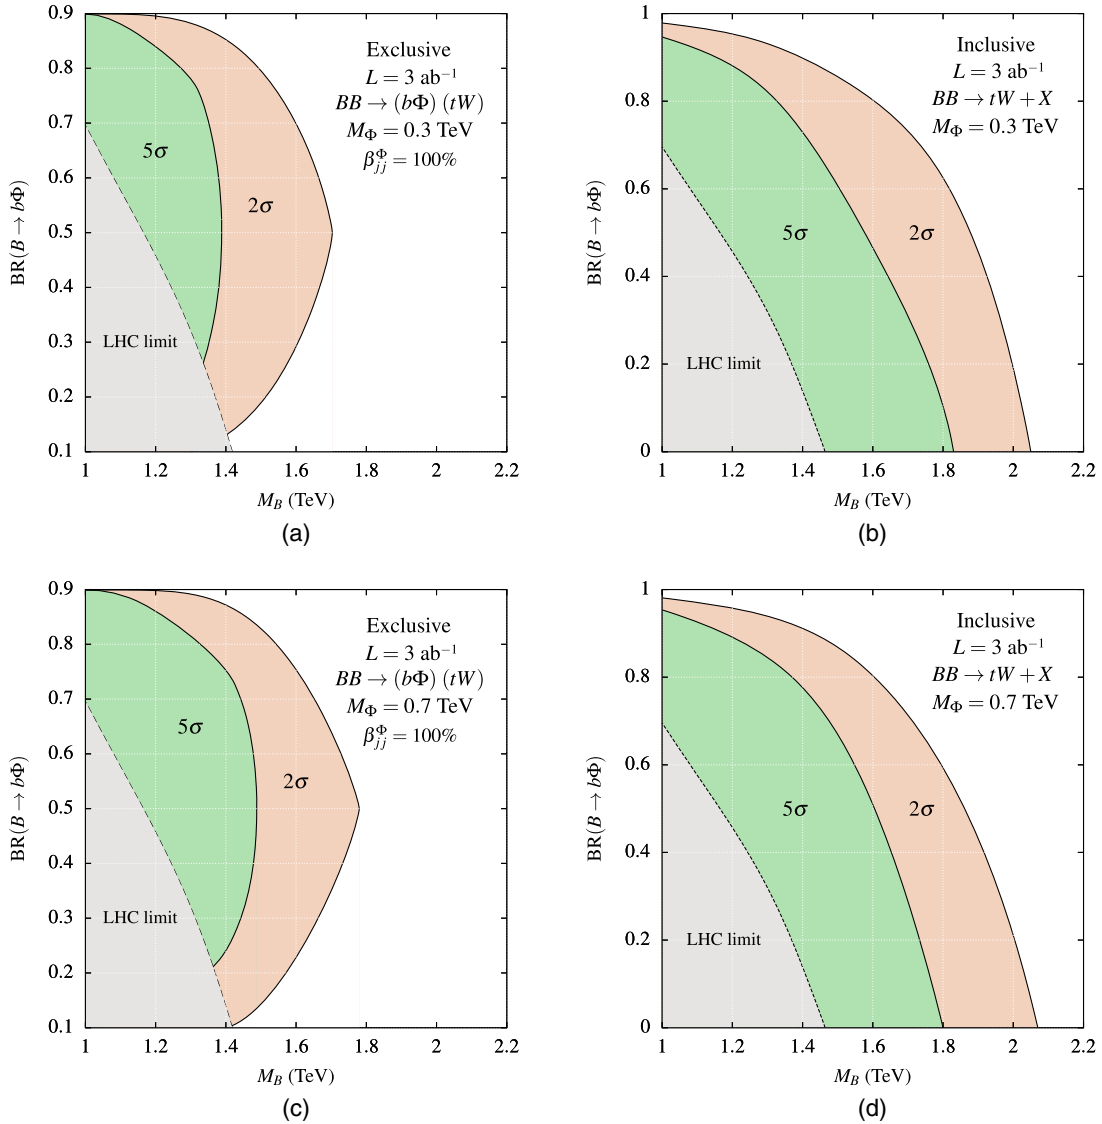 0.9
0.8
0.7
0.6
0.5
0.4
0.3
0.2
0.1
BR(B → bΦ)
Exclusive
L = 3 ab⁻¹
BB → (bΦ) (tW)
M_Φ = 0.3 TeV
β^Φ_jj = 100%
5σ
2σ
LHC limit
1 1.2 1.4 1.6 1.8 2 2.2
M_B (TeV)
(a)
1
0.8
0.6
0.4
0.2
0
BR(B → bΦ)
Inclusive
L = 3 ab⁻¹
BB → tW + X
M_Φ = 0.3 TeV
5σ
2σ
LHC limit
1 1.2 1.4 1.6 1.8 2 2.2
M_B (TeV)
(b)
0.9
0.8
0.7
0.6
0.5
0.4
0.3
0.2
0.1
BR(B → bΦ)
Exclusive
L = 3 ab⁻¹
BB → (bΦ) (tW)
M_Φ = 0.7 TeV
β^Φ_jj = 100%
5σ
2σ
LHC limit
1 1.2 1.4 1.6 1.8 2 2.2
M_B (TeV)
(c)
1
0.8
0.6
0.4
0.2
0
BR(B → bΦ)
Inclusive
L = 3 ab⁻¹
BB → tW + X
M_Φ = 0.7 TeV
5σ
2σ
LHC limit
1 1.2 1.4 1.6 1.8 2 2.2
M_B (TeV)
(d)